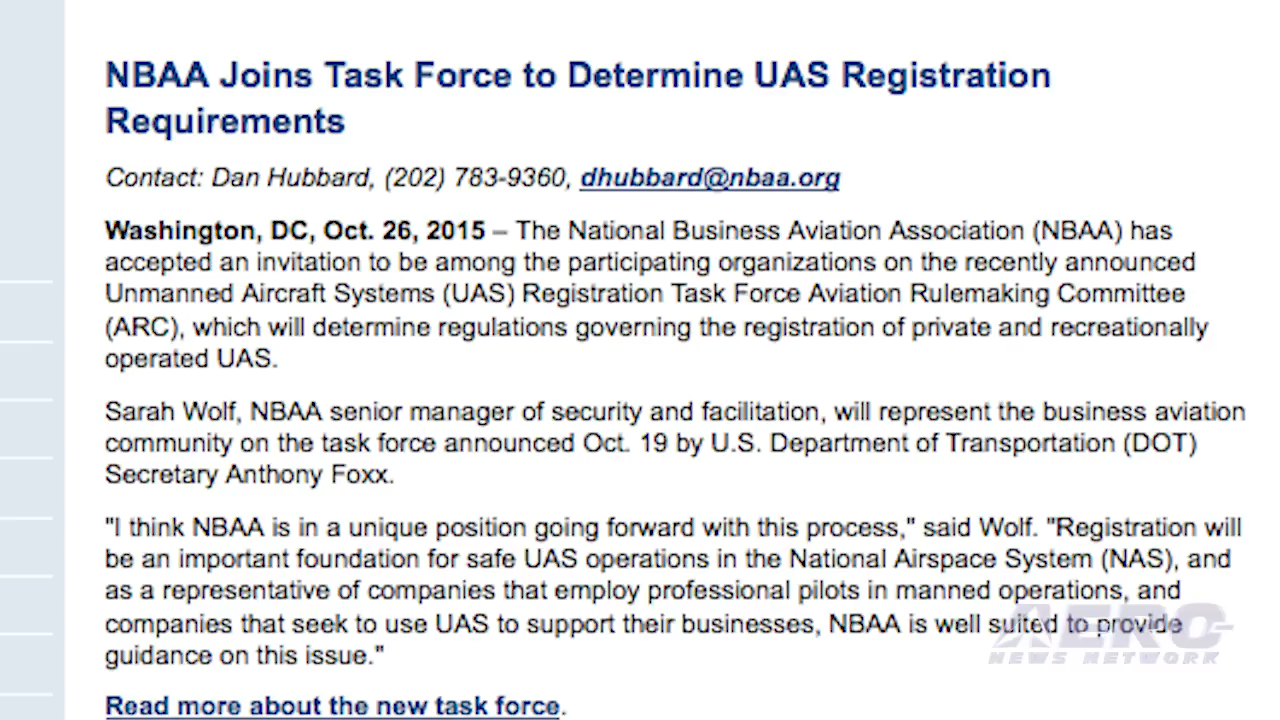 NBAA Joins Task Force to Determine UAS Registration
Requirements
Contact: Dan Hubbard, (202) 783-9360, dhubbard@nbaa.org
Washington, DC, Oct. 26, 2015 – The National Business Aviation Association (NBAA) has
accepted an invitation to be among the participating organizations on the recently announced
Unmanned Aircraft Systems (UAS) Registration Task Force Aviation Rulemaking Committee
(ARC), which will determine regulations governing the registration of private and recreationally
operated UAS.
Sarah Wolf, NBAA senior manager of security and facilitation, will represent the business aviation
community on the task force announced Oct. 19 by U.S. Department of Transportation (DOT)
Secretary Anthony Foxx.
"I think NBAA is in a unique position going forward with this process," said Wolf. "Registration will
be an important foundation for safe UAS operations in the National Airspace System (NAS), and
as a representative of companies that employ professional pilots in manned operations, and
companies that seek to use UAS to support their businesses, NBAA is well suited to provide
guidance on this issue."
Read more about the new task force.
AERO
NEWS NETWORK